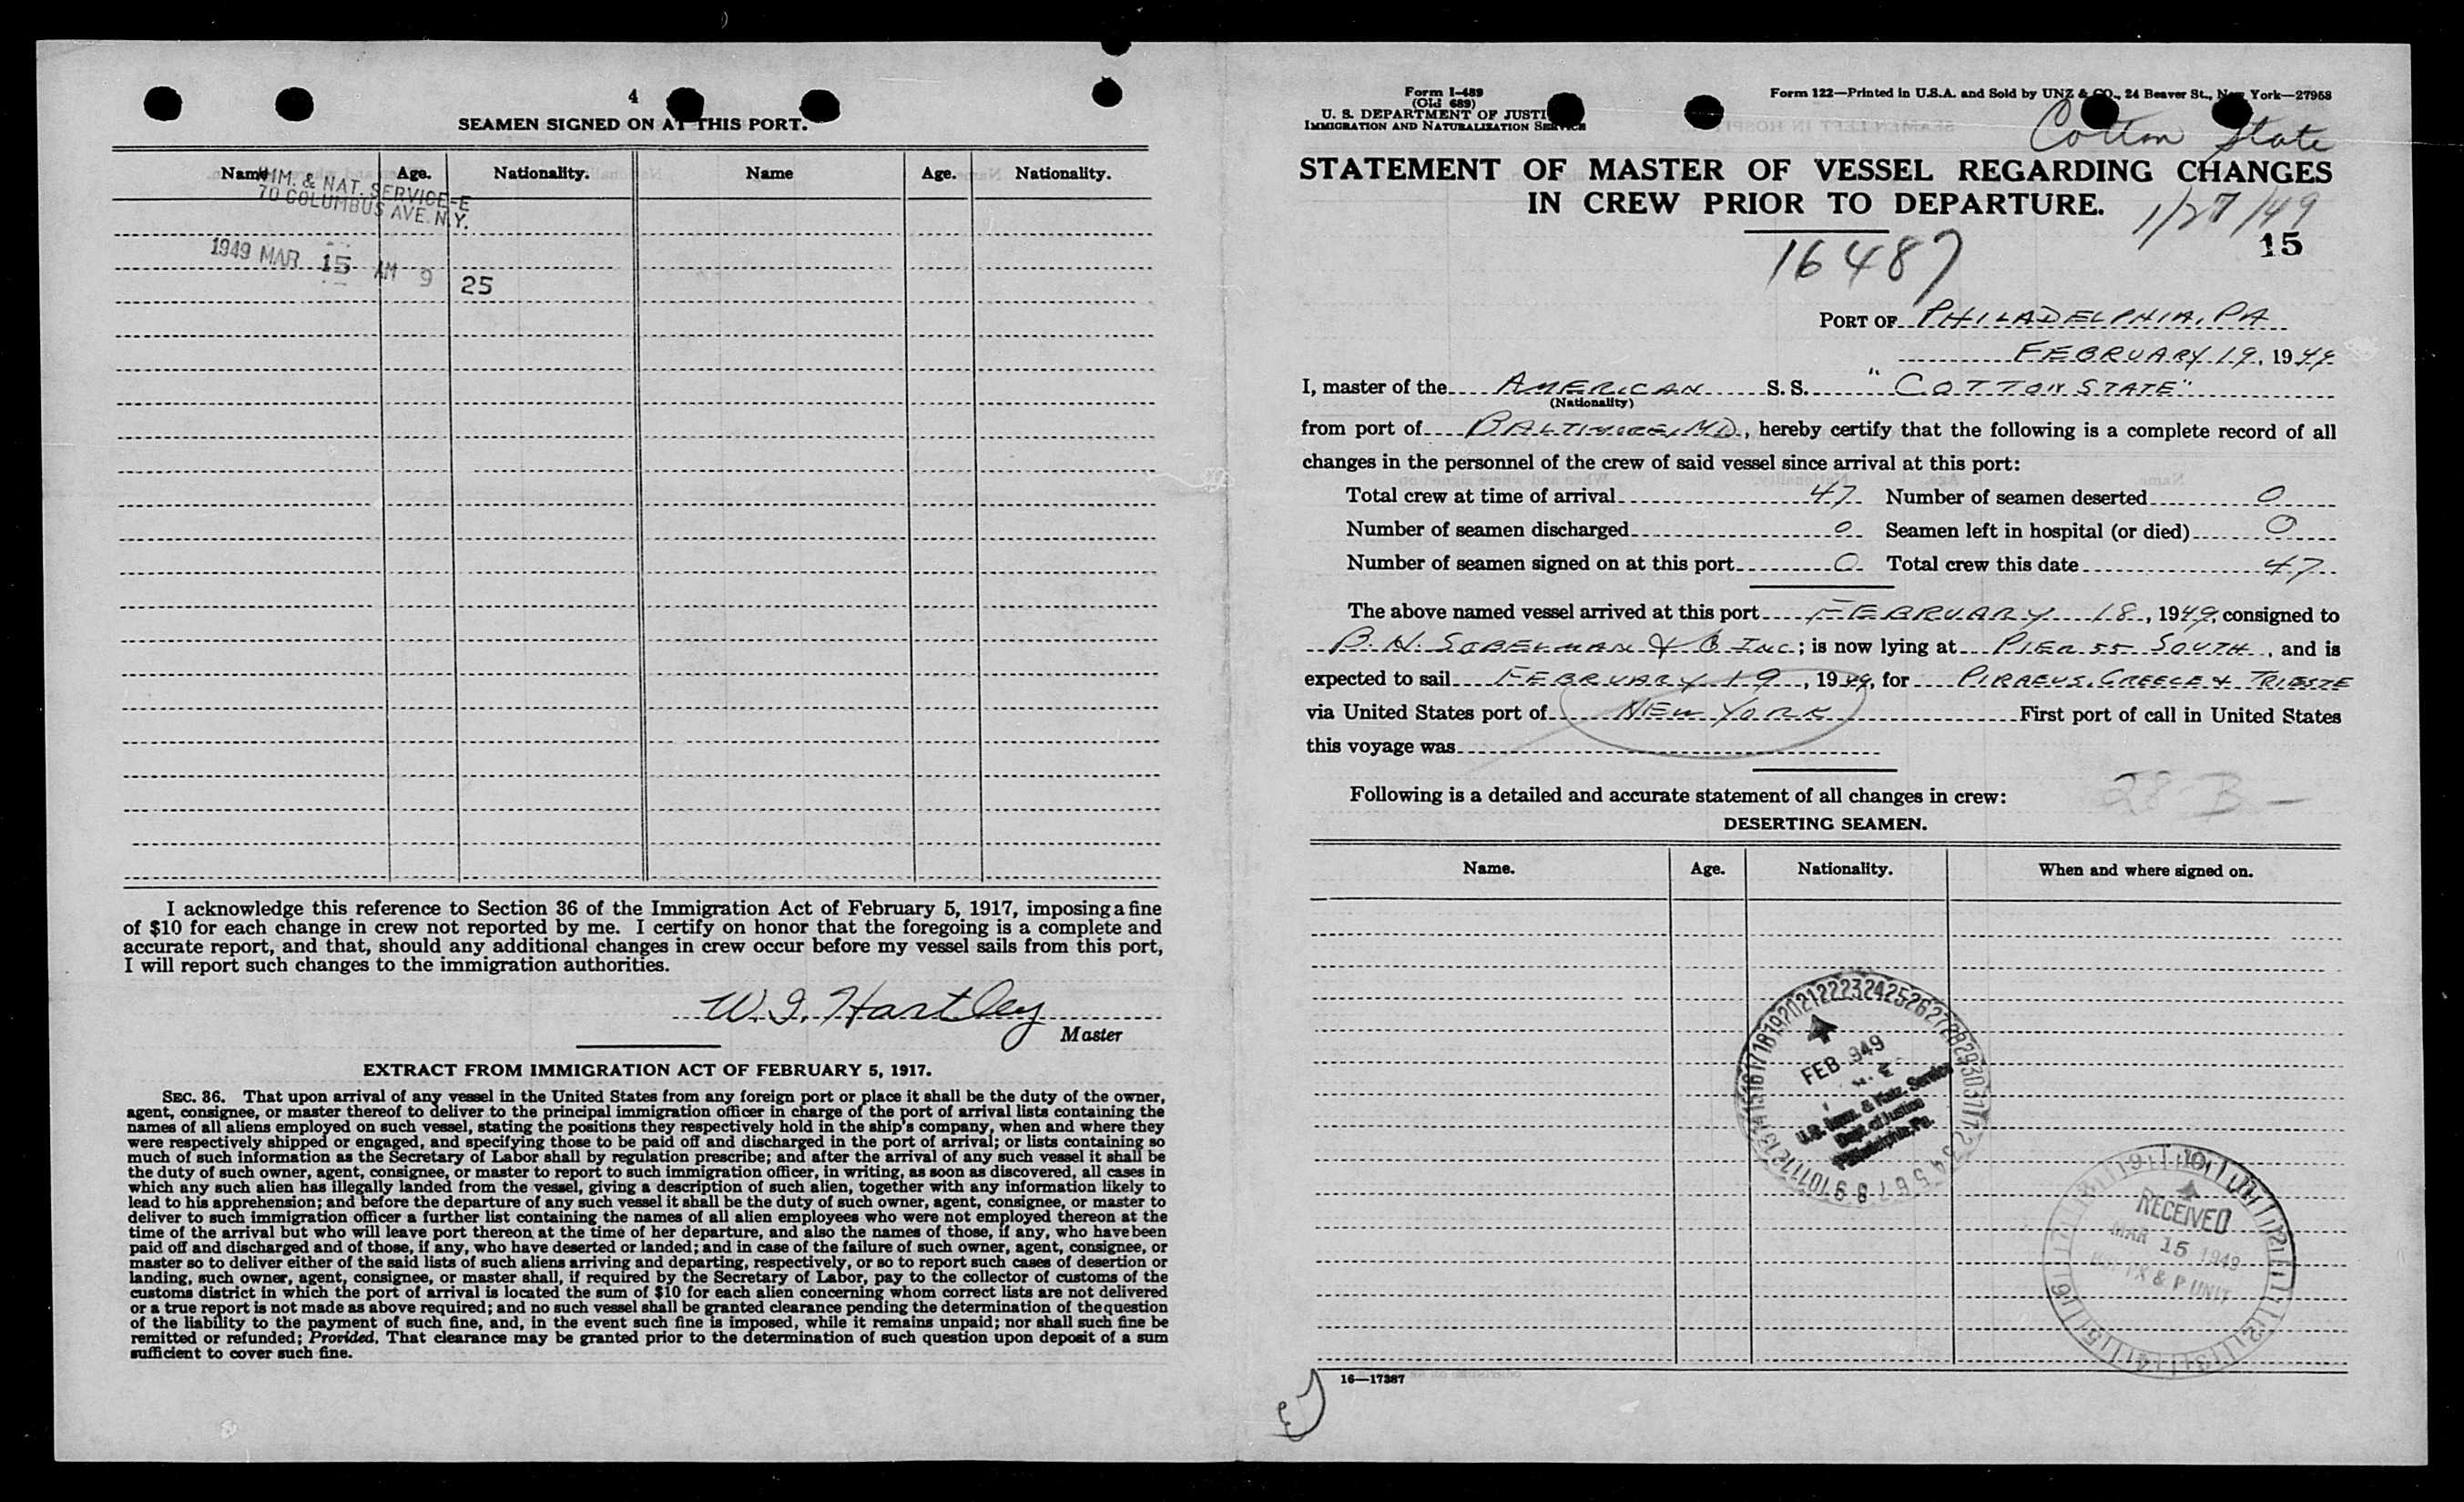 4
SEAMEN SIGNED ON AT THIS PORT.
Name Age. Nationality. Name Age. Nationality.
IMM. & NAT. SERVICE-E
70 COLUMBUS AVE. N.Y.
1949 MAR 15 AM 9 25
I acknowledge this reference to Section 36 of the Immigration Act of February 5, 1917, imposing a fine
of $10 for each change in crew not reported by me. I certify on honor that the foregoing is a complete and
accurate report, and that, should any additional changes in crew occur before my vessel sails from this port,
I will report such changes to the immigration authorities.
W. I. Hartley
Master
EXTRACT FROM IMMIGRATION ACT OF FEBRUARY 5, 1917.
SEC. 36. That upon arrival of any vessel in the United States from any foreign port or place it shall be the duty of the owner,
agent, consignee, or master thereof to deliver to the principal immigration officer in charge of the port of arrival lists containing the
names of all aliens employed on such vessel, stating the positions they respectively hold in the ship's company, when and where they
were respectively shipped or engaged, and specifying those to be paid off and discharged in the port of arrival; or lists containing so
much of such information as the Secretary of Labor shall by regulation prescribe; and after the arrival of any such vessel it shall be
the duty of such owner, agent, consignee, or master to report to such immigration officer, in writing, as soon as discovered, all cases in
which any such alien has illegally landed from the vessel, giving a description of such alien, together with any information likely to
lead to his apprehension; and before the departure of any such vessel it shall be the duty of such owner, agent, consignee, or master to
deliver to such immigration officer a further list containing the names of all alien employees who were not employed thereon at the
time of the arrival but who will leave port thereon at the time of her departure, and also the names of those, if any, who have been
paid off and discharged and of those, if any, who have deserted or landed; and in case of the failure of such owner, agent, consignee, or
master so to deliver either of the said lists of such aliens arriving and departing, respectively, or so to report such cases of desertion or
landing, such owner, agent, consignee, or master shall, if required by the Secretary of Labor, pay to the collector of customs of the
customs district in which the port of arrival is located the sum of $10 for each alien concerning whom correct lists are not delivered
or a true report is not made as above required; and no such vessel shall be granted clearance pending the determination of the question
of the liability to the payment of such fine, and, in the event such fine is imposed, while it remains unpaid; nor shall such fine be
remitted or refunded; Provided, That clearance may be granted prior to the determination of such question upon deposit of a sum
sufficient to cover such fine.
Form I-489
(Old 689)
U. S. DEPARTMENT OF JUSTI
IMMIGRATION AND NATURALIZATION SERVICE
Form 122—Printed in U.S.A. and Sold by UNZ & CO., 24 Beaver St., New York—27958
Cotton State
STATEMENT OF MASTER OF VESSEL REGARDING CHANGES
IN CREW PRIOR TO DEPARTURE.
1/27/49
15
16487
PORT OF PHILADELPHIA, PA
FEBRUARY 19, 1949
I, master of the AMERICAN S. S. "COTTON STATE"
(Nationality)
from port of BALTIMORE, MD, hereby certify that the following is a complete record of all
changes in the personnel of the crew of said vessel since arrival at this port:
Total crew at time of arrival 47 Number of seamen deserted 0
Number of seamen discharged 0 Seamen left in hospital (or died) 0
Number of seamen signed on at this port 0 Total crew this date 47
The above named vessel arrived at this port FEBRUARY 18, 1949, consigned to
B. H. SOBELMAN & CO INC; is now lying at PIER 55 SOUTH, and is
expected to sail FEBRUARY 19, 1949, for PIRAEUS, GREECE & TRIESTE
via United States port of NEW YORK First port of call in United States
this voyage was
28-B-
Following is a detailed and accurate statement of all changes in crew:
DESERTING SEAMEN.
Name. Age. Nationality. When and where signed on.
FEB 949
U.S. Imm. & Natz. Service
Dept. of Justice
Philadelphia, Pa.
RECEIVED
MAR 15 1949
& P UNIT
16—17387